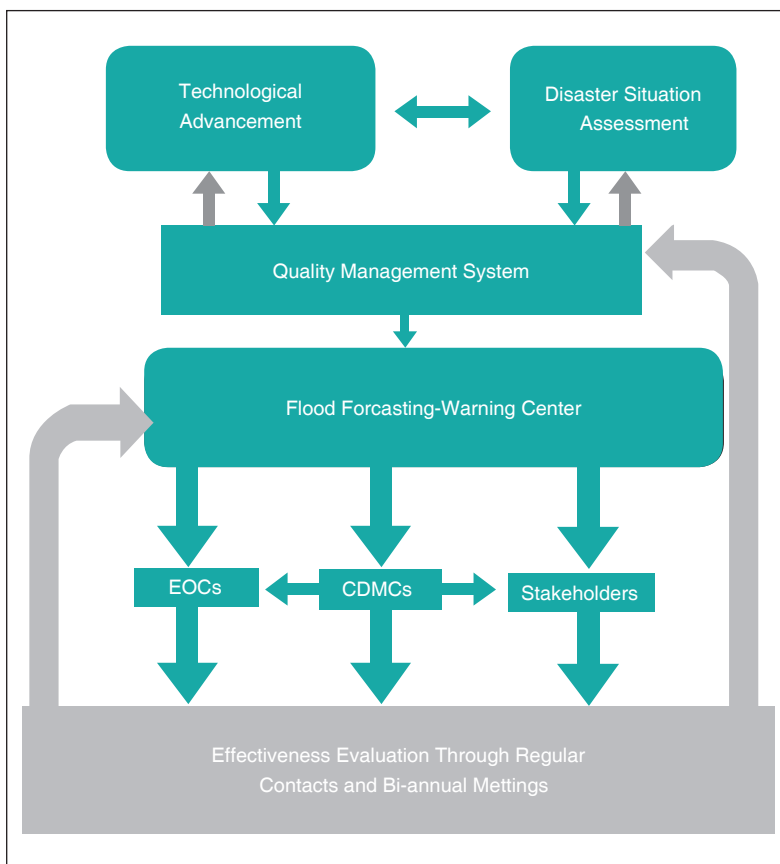 Technological
Advancement
Disaster Situation
Assessment
Quality Management System
Flood Forcasting-Warning Center
EOCs
CDMCs
Stakeholders
Effectiveness Evaluation Through Regular
Contacts and Bi-annual Mettings